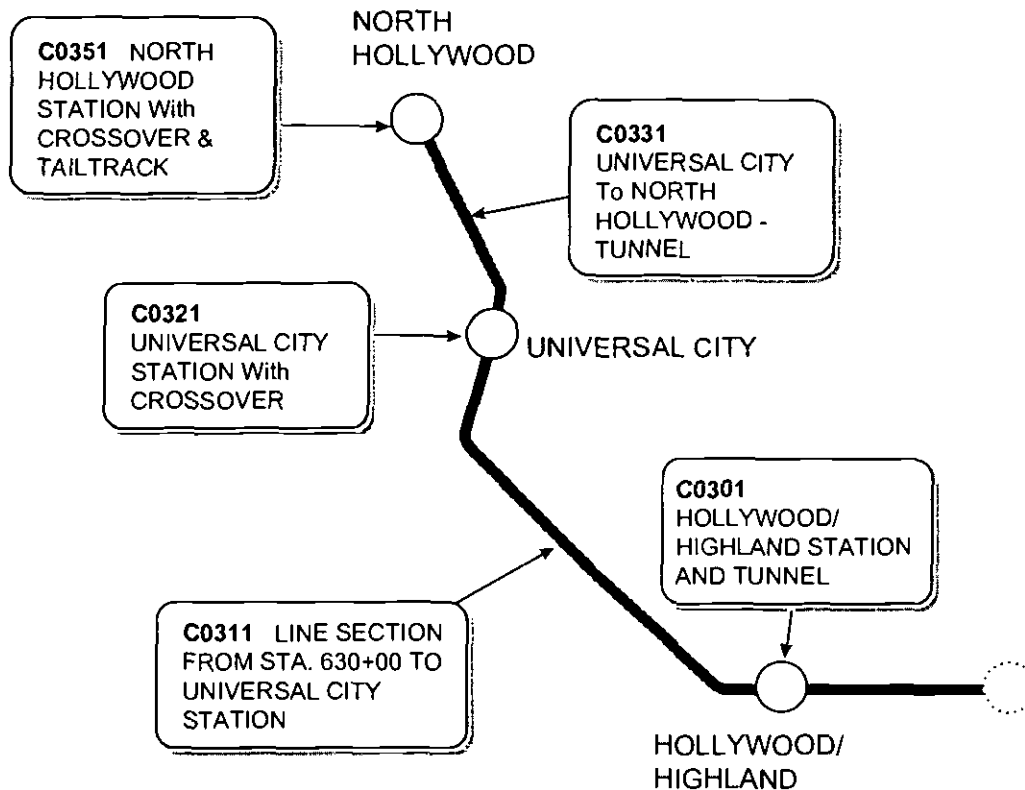 NORTH
HOLLYWOOD
C0351 NORTH
HOLLYWOOD
STATION With
CROSSOVER &
TAILTRACK
C0331
UNIVERSAL CITY
To NORTH
HOLLYWOOD -
TUNNEL
C0321
UNIVERSAL CITY
STATION With
CROSSOVER
UNIVERSAL CITY
C0301
HOLLYWOOD/
HIGHLAND STATION
AND TUNNEL
C0311 LINE SECTION
FROM STA. 630+00 TO
UNIVERSAL CITY
STATION
HOLLYWOOD/
HIGHLAND